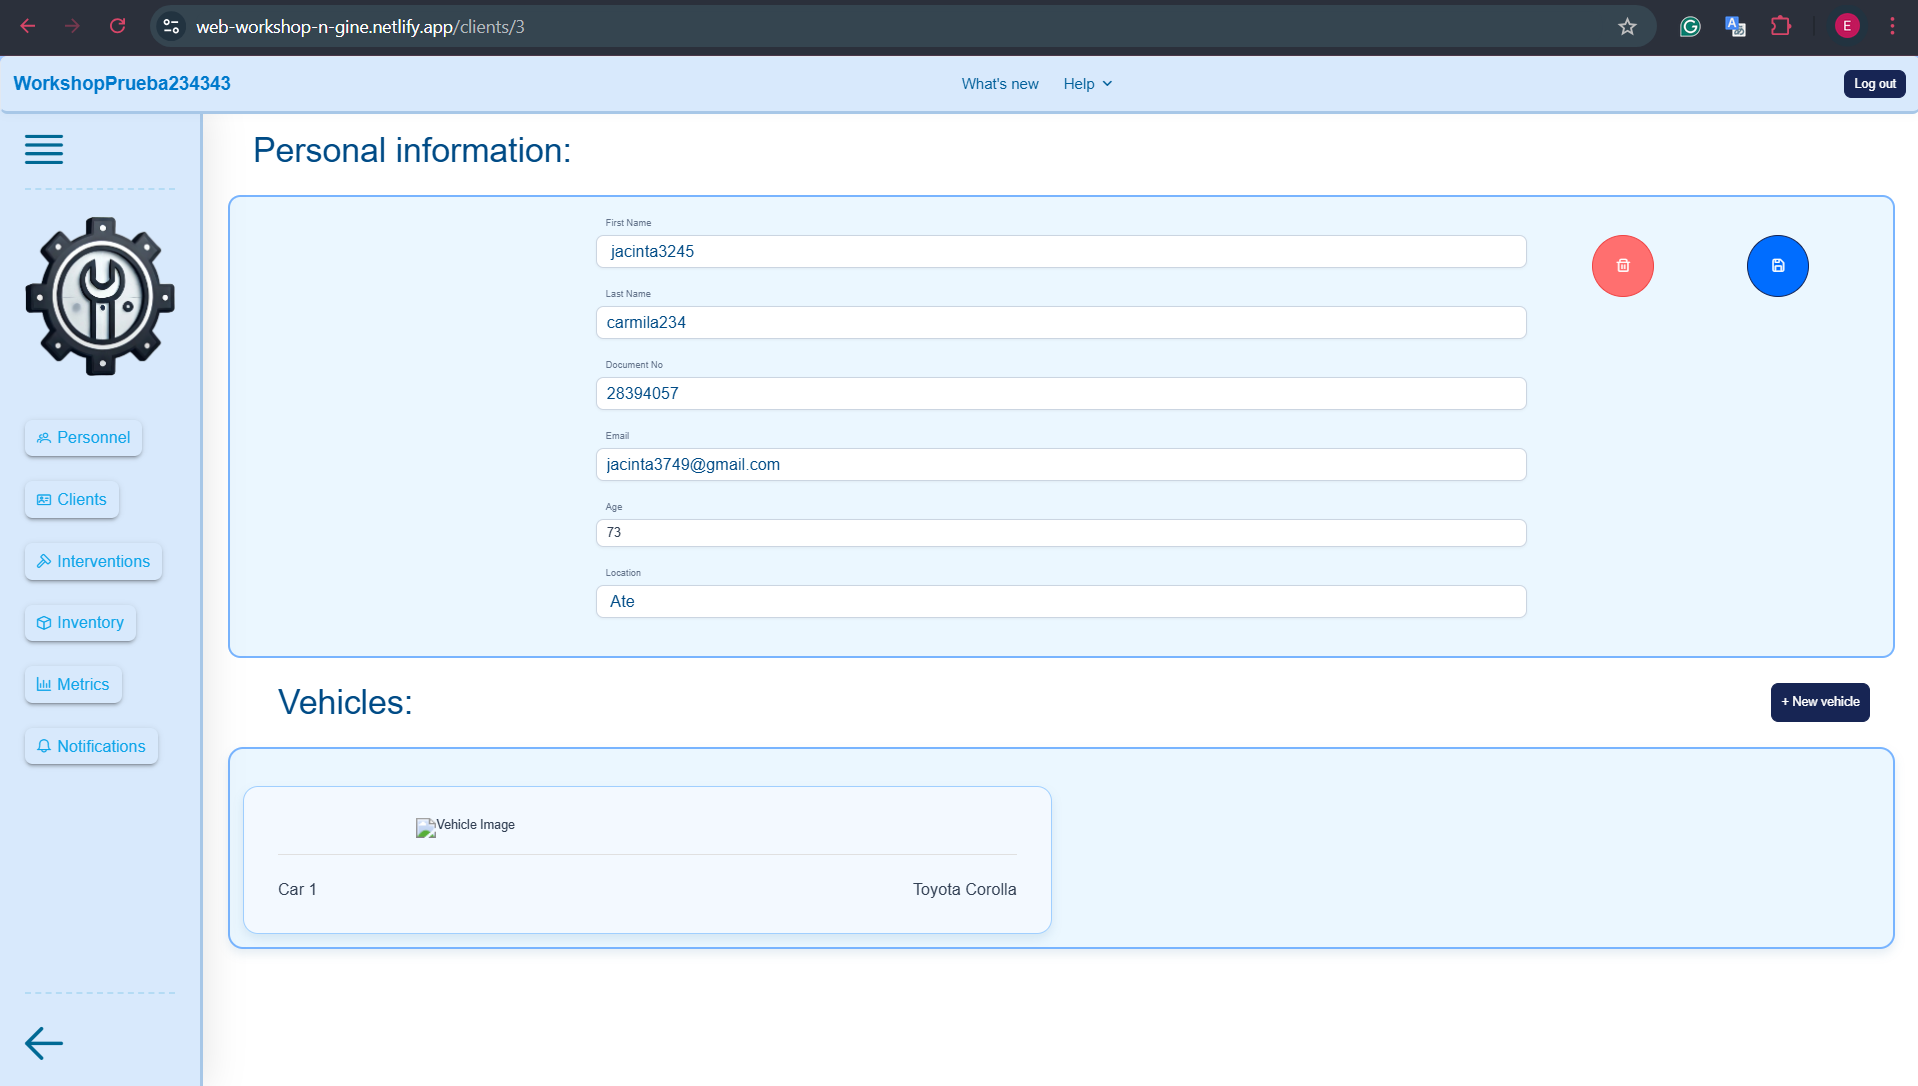 web-workshop-n-gine.netlify.app/clients/3
E
WorkshopPrueba234343
What's new
Help
Log out
Personal information:
First Name
jacinta3245
Last Name
carmila234
Document No
28394057
Email
jacinta3749@gmail.com
Age
73
Location
Ate
Personnel
Clients
Interventions
Inventory
Metrics
Notifications
Vehicles:
+ New vehicle
Vehicle Image
Car 1
Toyota Corolla